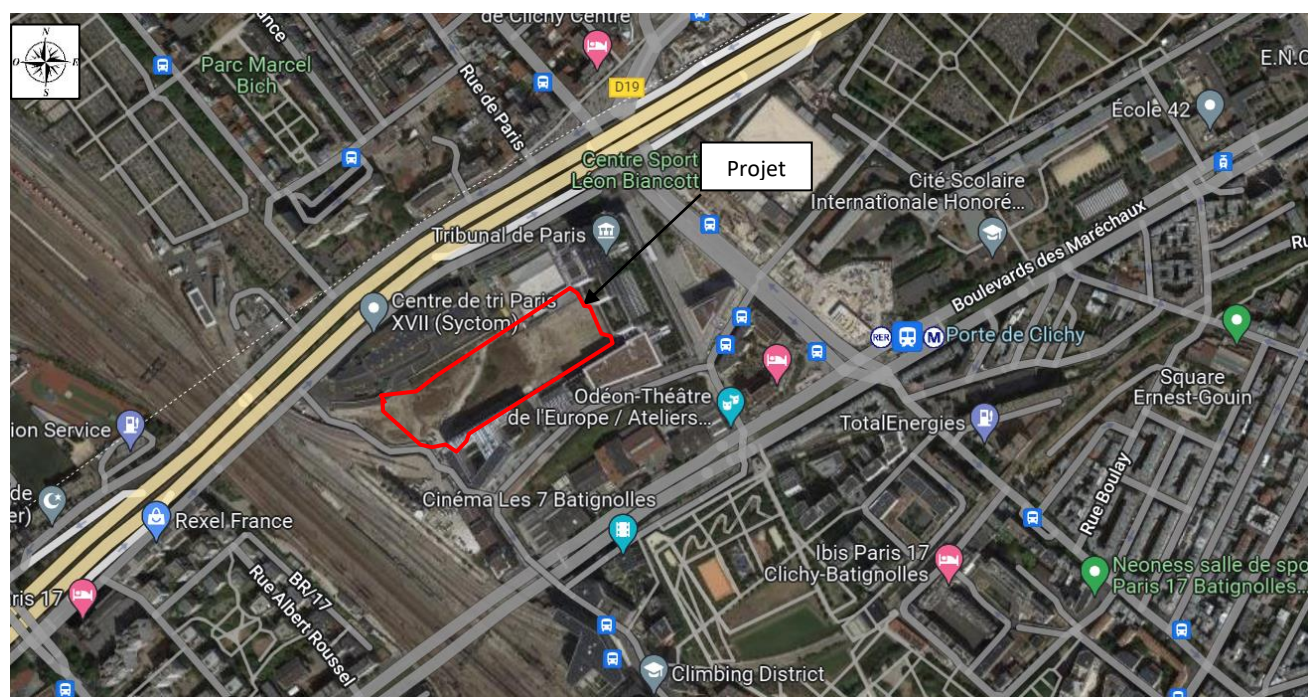 N
O
E
S
de Clichy Centre
Parc Marcel
Bich
Rue de Paris
D19
E.N.C
École 42
Centre Sport
Léon Biancott
Projet
Cité Scolaire
Internationale Honoré...
Tribunal de Paris
Boulevards des Maréchaux
Centre de tri Paris
XVII (Syctom)
RER
M
Porte de Clichy
Square
Ernest-Gouin
Odéon-Théâtre
de l'Europe / Ateliers...
TotalEnergies
ion Service
Cinéma Les 7 Batignolles
Rue Boulay
de
er)
Rexel France
Ibis Paris 17
Clichy-Batignolles
Neoness salle de spo
Paris 17 Batignolles...
ris 17
BR/17
Rue Albert Roussel
Climbing District